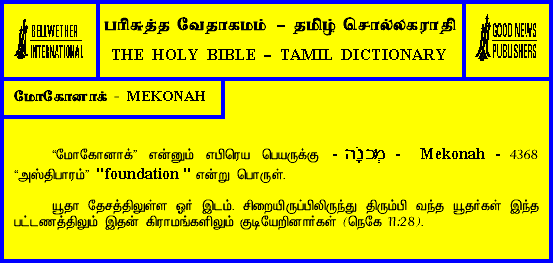 BELLWETHER
INTERNATIONAL
பரிசுத்த வேதாகமம் – தமிழ் சொல்லகராதி
THE HOLY BIBLE – TAMIL DICTIONARY
GOOD NEWS
PUBLISHERS
மோகோனாக் - MEKONAH
“மோகோனாக்” என்னும் எபிரெய பெயருக்கு - מְכֹנָה - Mekonah - 4368
“அஸ்திபாரம்” "foundation " என்று பொருள்.
யூதா தேசத்திலுள்ள ஓர் இடம். சிறையிருப்பிலிருந்து திரும்பி வந்த யூதர்கள் இந்த
பட்டணத்திலும் இதன் கிராமங்களிலும் குடியேறினார்கள் (நெகே 11:28).